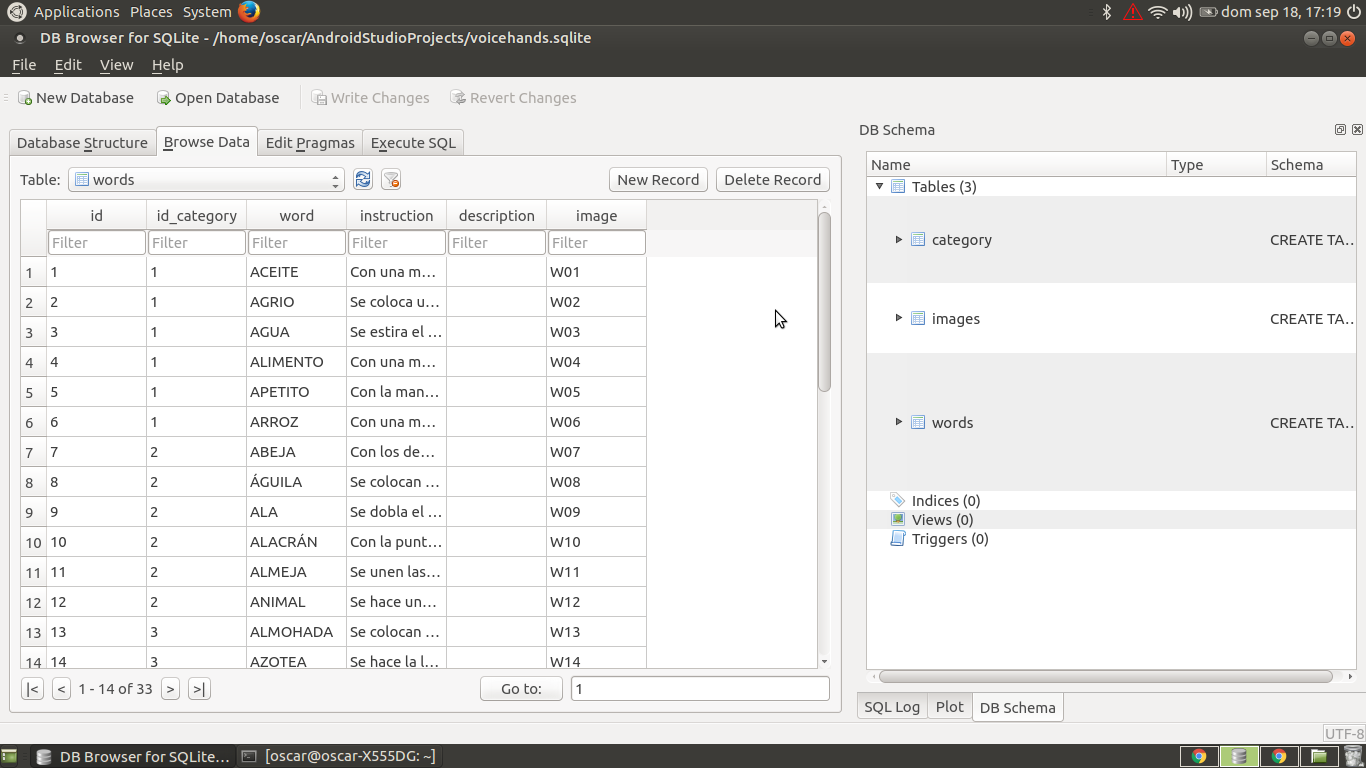 Applications Places System dom sep 18, 17:19
DB Browser for SQLite - /home/oscar/AndroidStudioProjects/voicehands.sqlite
File Edit View Help
New Database Open Database Write Changes Revert Changes
Database Structure Browse Data Edit Pragmas Execute SQL
Table: words New Record Delete Record
id id_category word instruction description image
Filter Filter Filter Filter Filter Filter
1 1 1 ACEITE Con una m... W01
2 2 1 AGRIO Se coloca u... W02
3 3 1 AGUA Se estira el ... W03
4 4 1 ALIMENTO Con una m... W04
5 5 1 APETITO Con la man... W05
6 6 1 ARROZ Con una m... W06
7 7 2 ABEJA Con los de... W07
8 8 2 ÁGUILA Se colocan ... W08
9 9 2 ALA Se dobla el ... W09
10 10 2 ALACRÁN Con la punt... W10
11 11 2 ALMEJA Se unen las... W11
12 12 2 ANIMAL Se hace un... W12
13 13 3 ALMOHADA Se colocan ... W13
14 14 3 AZOTEA Se hace la l... W14
|< < 1 - 14 of 33 > >| Go to: 1
DB Schema
Name Type Schema
Tables (3)
category CREATE TA...
images CREATE TA...
words CREATE TA...
Indices (0)
Views (0)
Triggers (0)
SQL Log Plot DB Schema
UTF-8
DB Browser for SQLite... [oscar@oscar-X555DG: ~]